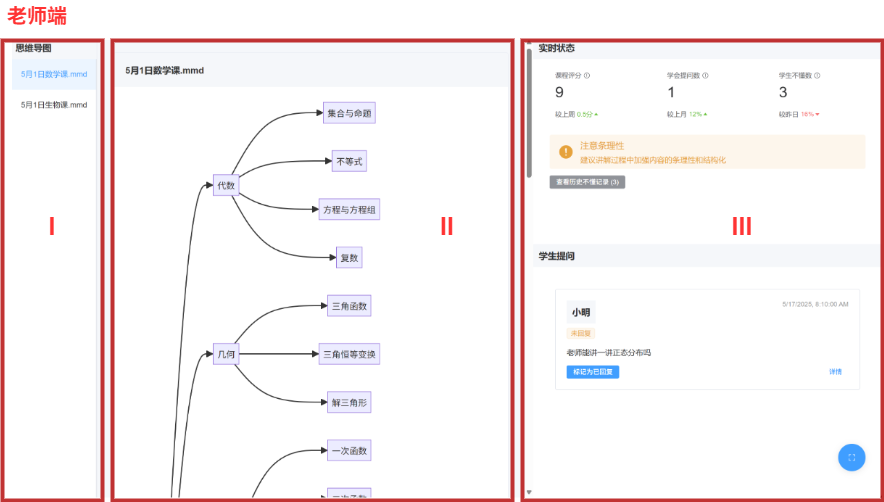 老师端
思维导图
5月1日数学课.mmd
5月1日生物课.mmd
I
5月1日数学课.mmd
集合与命题
不等式
代数
方程与方程组
复数
II
三角函数
几何
三角恒等变换
解三角形
一次函数
二次函数
实时状态
课程评分
学会提问数
学生不懂数
9
1
3
较上周 0.5分
较上月 12%
较昨日 16%
注意条理性
建议讲解过程中加强内容的条理性和结构化
查看历史不懂记录 (3)
III
学生提问
5/17/2025, 8:10:00 AM
小明
未回复
老师能讲一讲正态分布吗
标记为已回复
详情